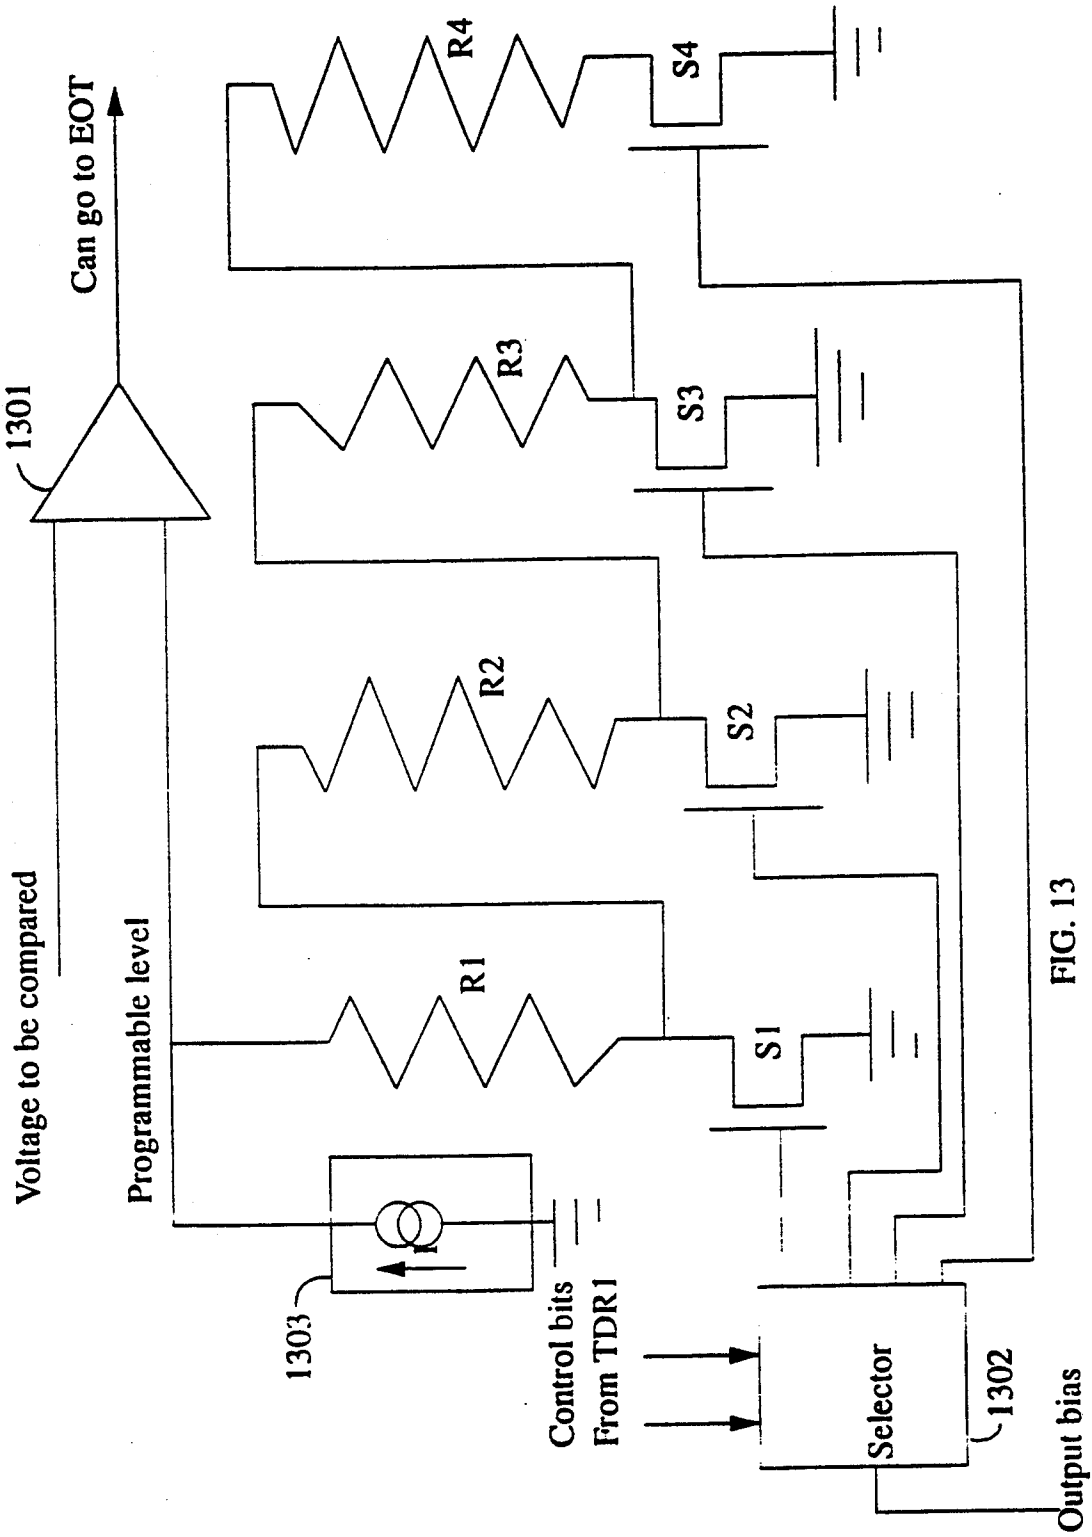 Voltage to be compared
Can go to EOT
1301
Programmable level
1303
I
R1
R2
R3
R4
S1
S2
S3
S4
Control bits
From TDR1
Selector
1302
Output bias
FIG. 13